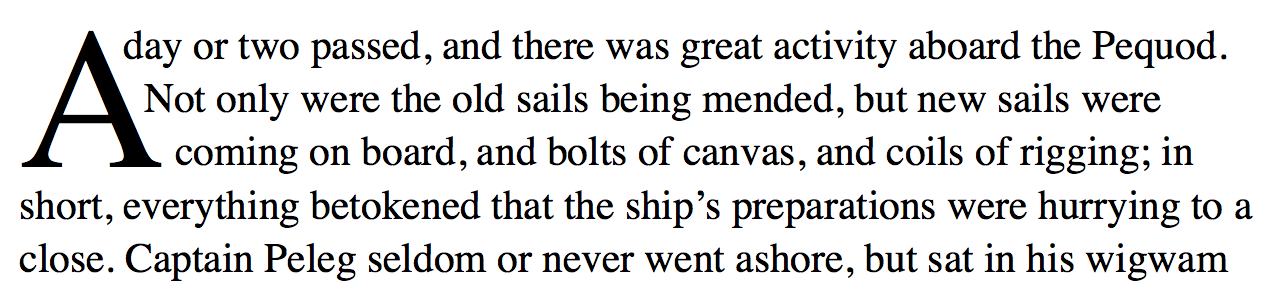 A day or two passed, and there was great activity aboard the Pequod.
Not only were the old sails being mended, but new sails were
coming on board, and bolts of canvas, and coils of rigging; in
short, everything betokened that the ship’s preparations were hurrying to a
close. Captain Peleg seldom or never went ashore, but sat in his wigwam